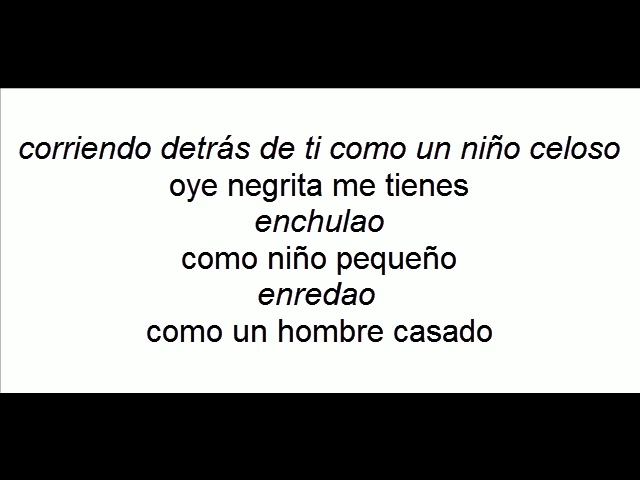 corriendo detrás de ti como un niño celoso
oye negrita me tienes
enchulao
como niño pequeño
enredao
como un hombre casado